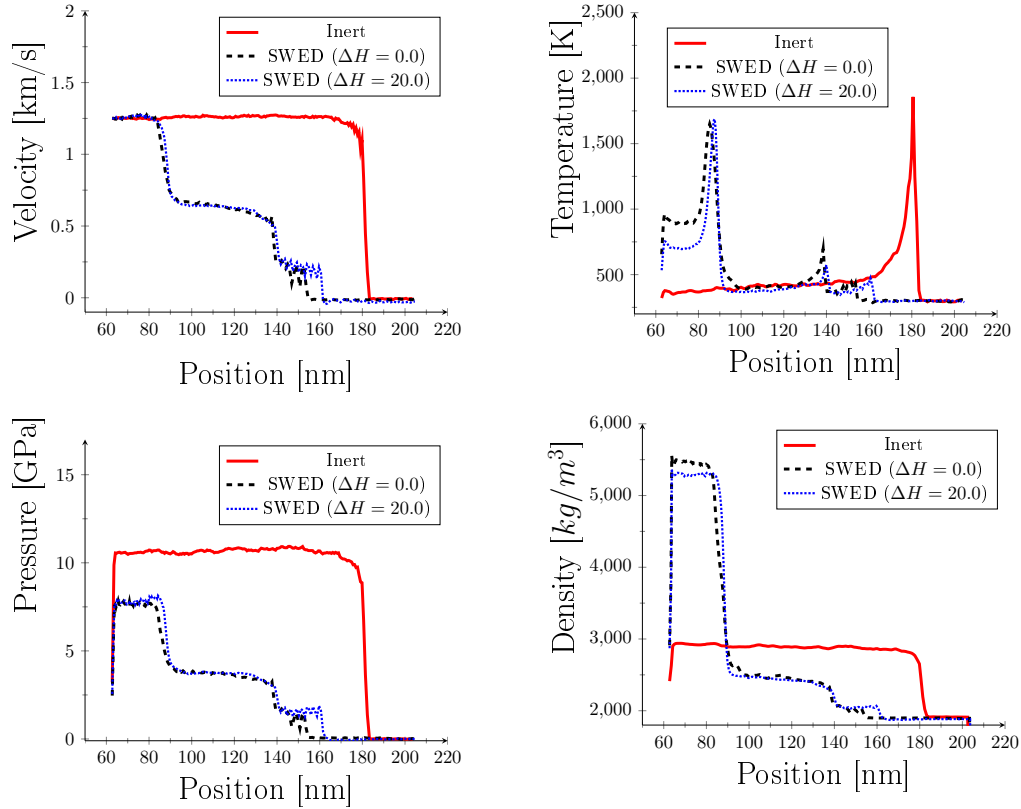 Velocity [km/s]
2
1.5
1
0.5
0
60 80 100 120 140 160 180 200 220
Position [nm]
Inert
SWED (ΔH = 0.0)
SWED (ΔH = 20.0)
Temperature [K]
2,500
2,000
1,500
1,000
500
60 80 100 120 140 160 180 200 220
Position [nm]
Inert
SWED (ΔH = 0.0)
SWED (ΔH = 20.0)
Pressure [GPa]
15
10
5
0
60 80 100 120 140 160 180 200 220
Position [nm]
Inert
SWED (ΔH = 0.0)
SWED (ΔH = 20.0)
Density [kg/m³]
6,000
5,000
4,000
3,000
2,000
60 80 100 120 140 160 180 200 220
Position [nm]
Inert
SWED (ΔH = 0.0)
SWED (ΔH = 20.0)